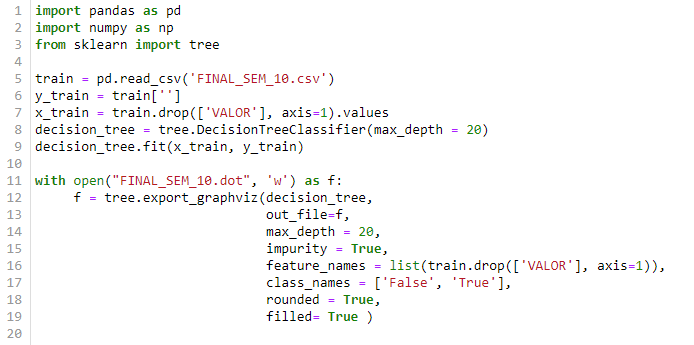 1 import pandas as pd
2 import numpy as np
3 from sklearn import tree
4
5 train = pd.read_csv('FINAL_SEM_10.csv')
6 y_train = train['']
7 x_train = train.drop(['VALOR'], axis=1).values
8 decision_tree = tree.DecisionTreeClassifier(max_depth = 20)
9 decision_tree.fit(x_train, y_train)
10
11 with open("FINAL_SEM_10.dot", 'w') as f:
12      f = tree.export_graphviz(decision_tree,
13                               out_file=f,
14                               max_depth = 20,
15                               impurity = True,
16                               feature_names = list(train.drop(['VALOR'], axis=1)),
17                               class_names = ['False', 'True'],
18                               rounded = True,
19                               filled= True )
20